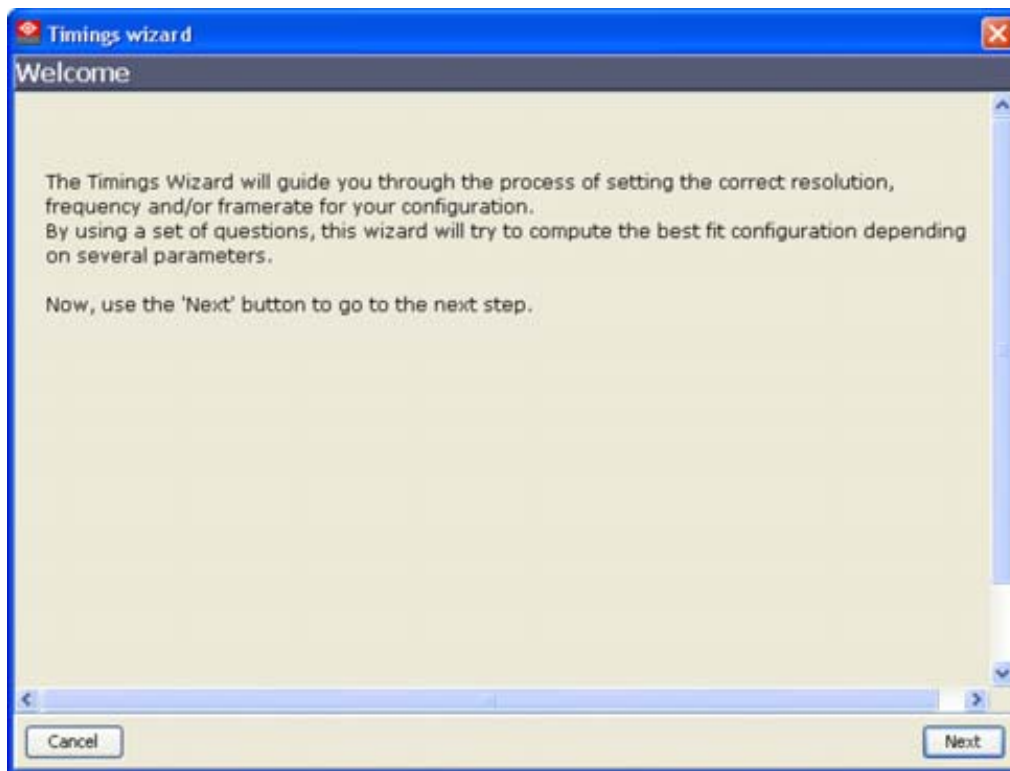 Timings wizard
Welcome
The Timings Wizard will guide you through the process of setting the correct resolution,
frequency and/or framerate for your configuration.
By using a set of questions, this wizard will try to compute the best fit configuration depending
on several parameters.
Now, use the 'Next' button to go to the next step.
Cancel
Next